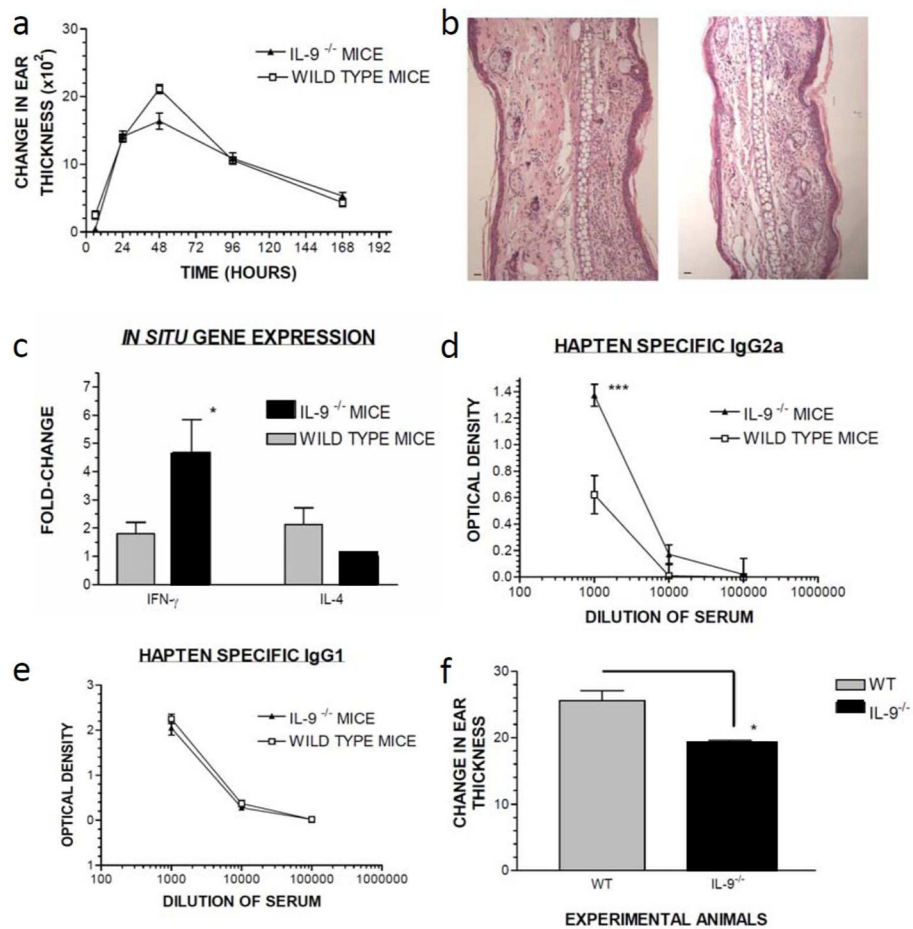 a
CHANGE IN EAR
THICKNESS (x10²)
30
20
10
0
0 24 48 72 96 120 144 168 192
TIME (HOURS)
IL-9 -/- MICE
WILD TYPE MICE
b
c
IN SITU GENE EXPRESSION
FOLD-CHANGE
7
6
5
4
3
2
1
0
*
IFN-γ IL-4
IL-9 -/- MICE
WILD TYPE MICE
d
HAPTEN SPECIFIC IgG2a
OPTICAL DENSITY
1.4
1.2
1.0
0.8
0.6
0.4
0.2
0.0
***
100 1000 10000 100000 1000000
DILUTION OF SERUM
IL-9 -/- MICE
WILD TYPE MICE
e
HAPTEN SPECIFIC IgG1
OPTICAL DENSITY
3
2
1
0
1
100 1000 10000 100000 1000000
DILUTION OF SERUM
IL-9 -/- MICE
WILD TYPE MICE
f
CHANGE IN EAR
THICKNESS
30
20
10
0
*
WT IL-9-/-
EXPERIMENTAL ANIMALS
WT
IL-9-/-